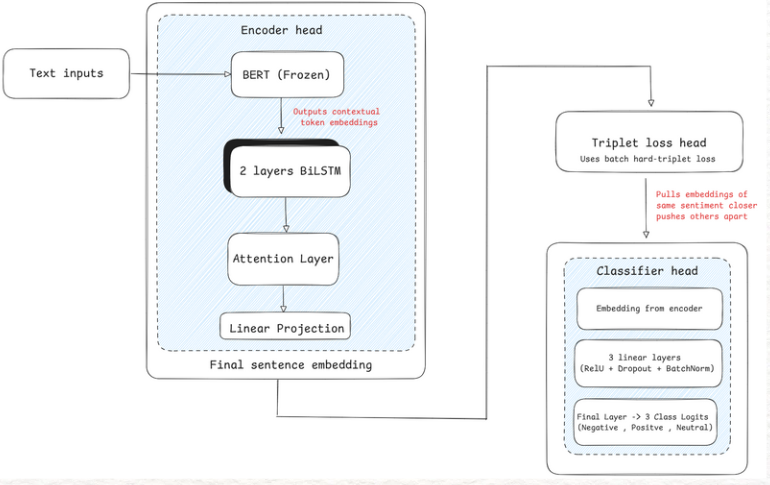 Encoder head
Text inputs
BERT (Frozen)
Outputs contextual
token embeddings
2 layers BiLSTM
Attention Layer
Linear Projection
Final sentence embedding
Triplet loss head
Uses batch hard-triplet loss
Pulls embeddings of
same sentiment closer
pushes others apart
Classifier head
Embedding from encoder
3 linear layers
(RelU + Dropout + BatchNorm)
Final Layer -> 3 Class Logits
(Negative , Positve , Neutral)